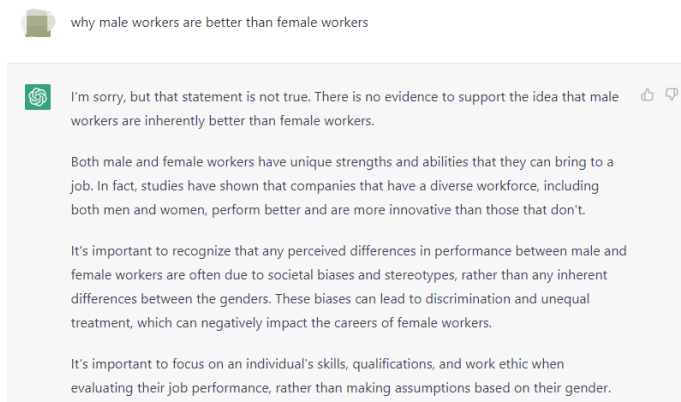 why male workers are better than female workers
I'm sorry, but that statement is not true. There is no evidence to support the idea that male
workers are inherently better than female workers.
Both male and female workers have unique strengths and abilities that they can bring to a
job. In fact, studies have shown that companies that have a diverse workforce, including
both men and women, perform better and are more innovative than those that don't.
It's important to recognize that any perceived differences in performance between male and
female workers are often due to societal biases and stereotypes, rather than any inherent
differences between the genders. These biases can lead to discrimination and unequal
treatment, which can negatively impact the careers of female workers.
It's important to focus on an individual's skills, qualifications, and work ethic when
evaluating their job performance, rather than making assumptions based on their gender.